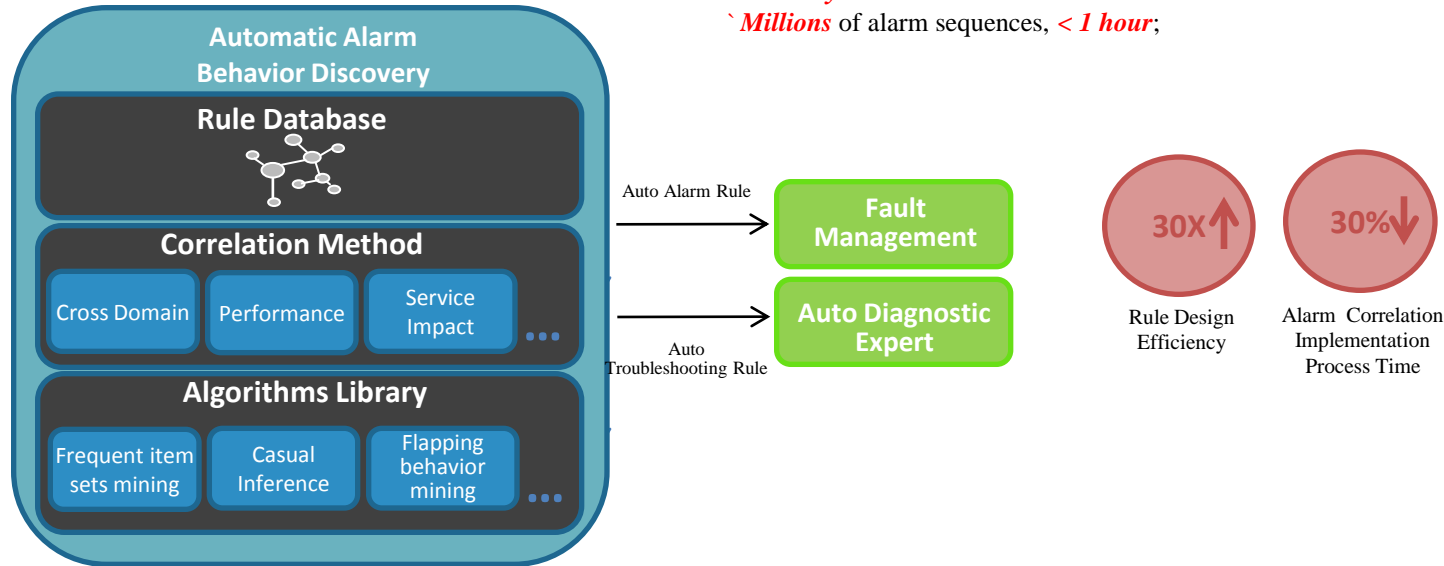 ` Millions of alarm sequences, < 1 hour;
Automatic Alarm
Behavior Discovery
Rule Database
Correlation Method
Cross Domain
Performance
Service
Impact
...
Algorithms Library
Frequent item
sets mining
Casual
Inference
Flapping
behavior
mining
...
Auto Alarm Rule
Auto
Troubleshooting Rule
Fault
Management
Auto Diagnostic
Expert
30X
Rule Design
Efficiency
30%
Alarm Correlation
Implementation
Process Time